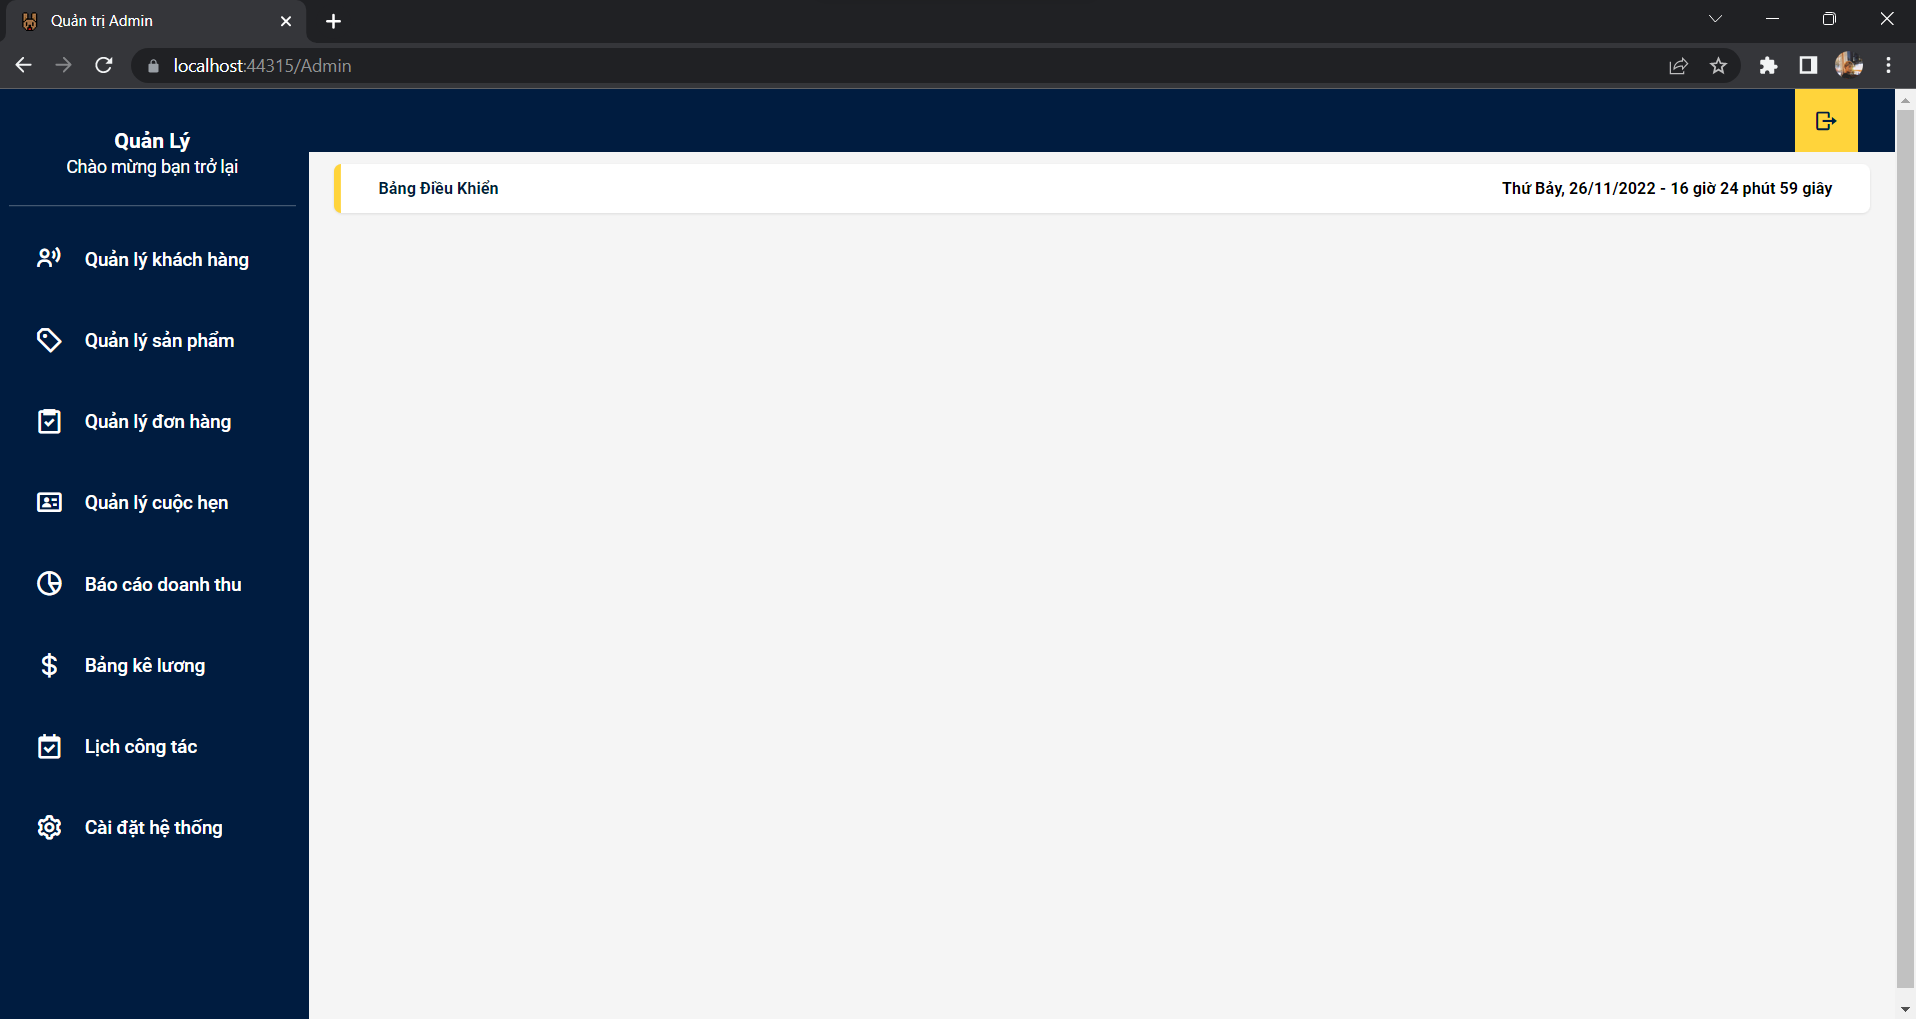 Quản trị Admin
localhost:44315/Admin
Quản Lý
Chào mừng bạn trở lại
Bảng Điều Khiển
Thứ Bảy, 26/11/2022 - 16 giờ 24 phút 59 giây
Quản lý khách hàng
Quản lý sản phẩm
Quản lý đơn hàng
Quản lý cuộc hẹn
Báo cáo doanh thu
Bảng kê lương
Lịch công tác
Cài đặt hệ thống